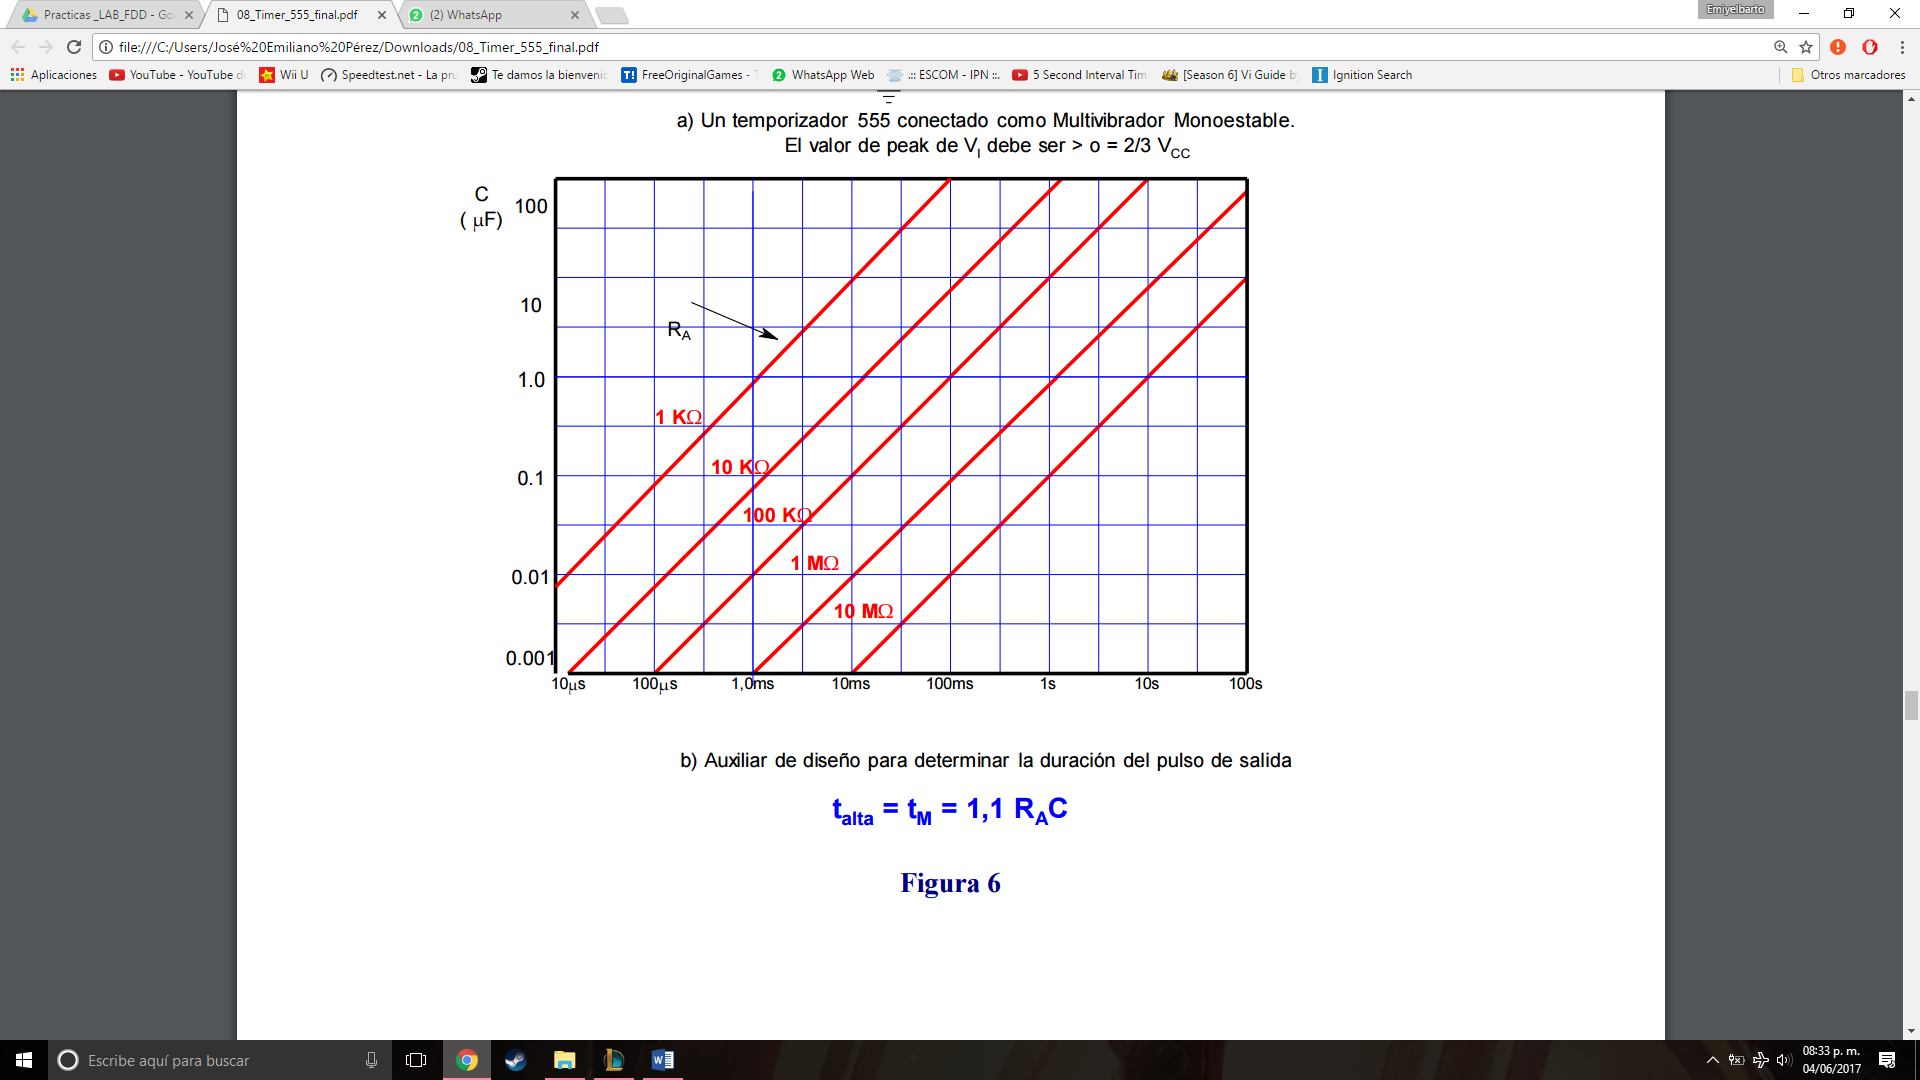 Practicas _LAB_FDD - Go
08_Timer_555_final.pdf
(2) WhatsApp
Emiyelbarto
file:///C:/Users/José%20Emiliano%20Pérez/Downloads/08_Timer_555_final.pdf
Aplicaciones
YouTube - YouTube d
Wii U
Speedtest.net - La pru
Te damos la bienvenid
FreeOriginalGames -
WhatsApp Web
.:: ESCOM - IPN ::.
5 Second Interval Tim
[Season 6] Vi Guide b
Ignition Search
Otros marcadores
a) Un temporizador 555 conectado como Multivibrador Monoestable.
El valor de peak de VI debe ser > o = 2/3 VCC
C
( µF)
100
10
1.0
0.1
0.01
0.001
RA
1 KΩ
10 KΩ
100 KΩ
1 MΩ
10 MΩ
10µs 100µs 1,0ms 10ms 100ms 1s 10s 100s
b) Auxiliar de diseño para determinar la duración del pulso de salida
talta = tM = 1,1 RAC
Figura 6
Escribe aquí para buscar
08:33 p. m.
04/06/2017